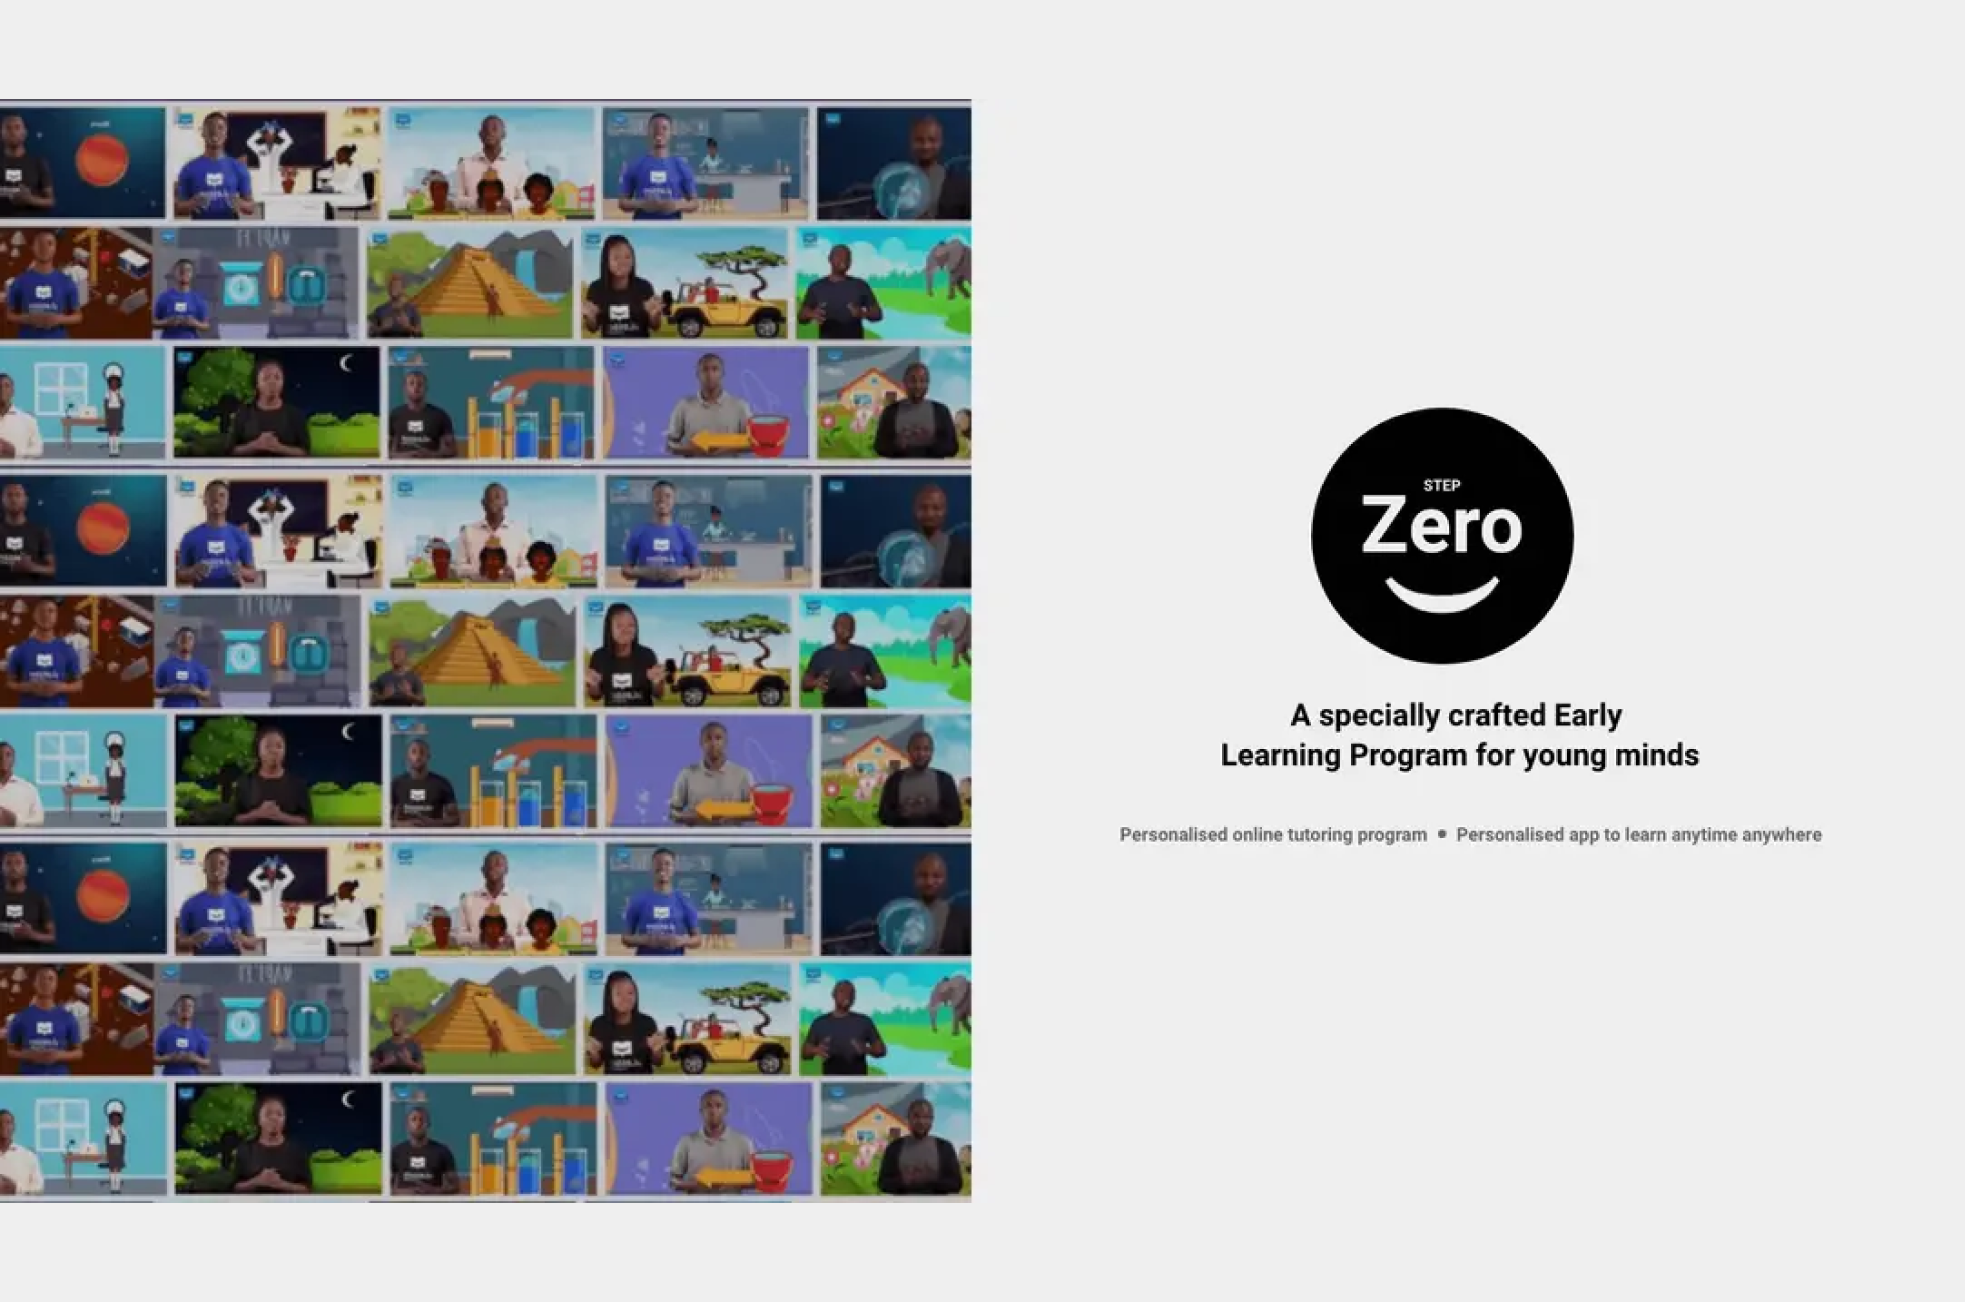 STEP
Zero
A specially crafted Early
Learning Program for young minds
Personalised online tutoring program • Personalised app to learn anytime anywhere